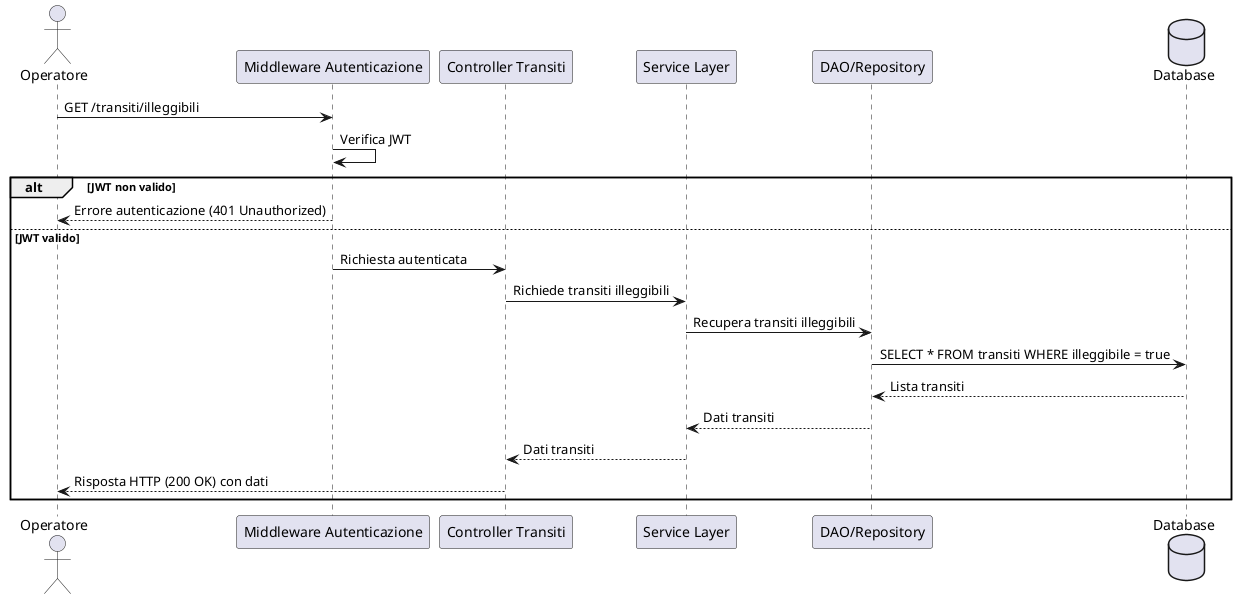 Operatore
Middleware Autenticazione
Controller Transiti
Service Layer
DAO/Repository
Database
GET /transiti/illeggibili
Verifica JWT
alt
[JWT non valido]
Errore autenticazione (401 Unauthorized)
[JWT valido]
Richiesta autenticata
Richiede transiti illeggibili
Recupera transiti illeggibili
SELECT * FROM transiti WHERE illeggibile = true
Lista transiti
Dati transiti
Dati transiti
Risposta HTTP (200 OK) con dati
Operatore
Middleware Autenticazione
Controller Transiti
Service Layer
DAO/Repository
Database